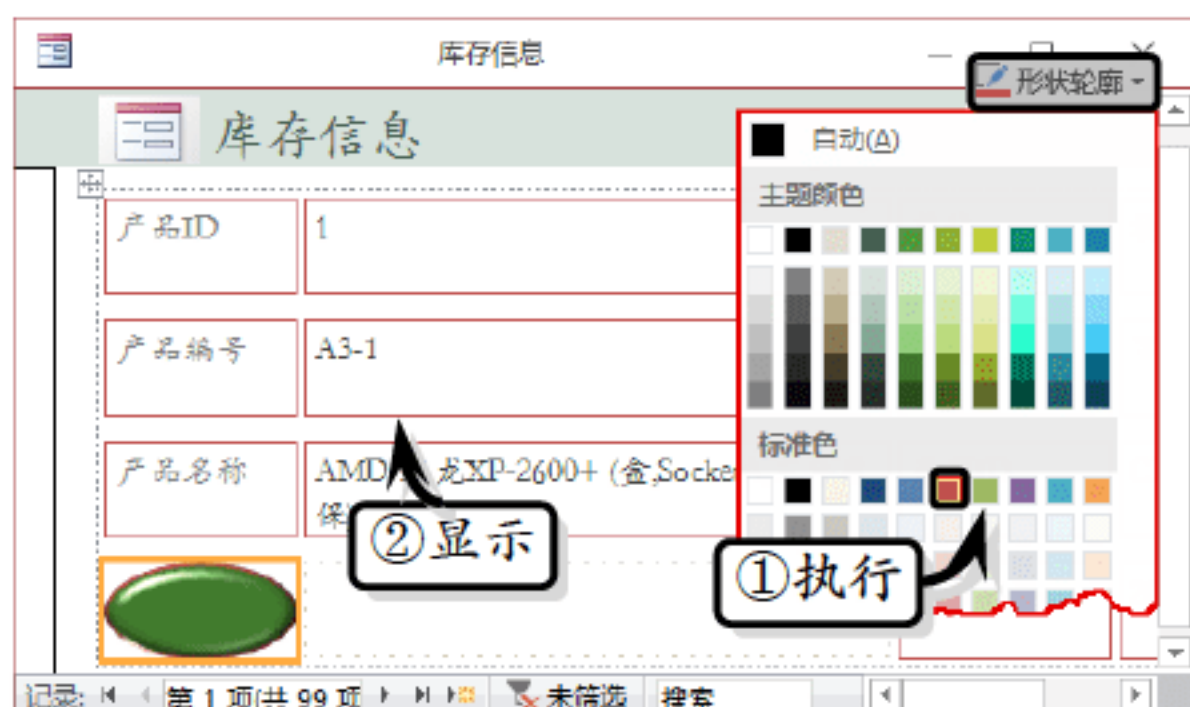 库存信息
形状轮廓
库存信息
自动(A)
主题颜色
产品ID 1
产品编号 A3-1
标准色
产品名称 AMD 龙XP-2600+ (盒,Socke
保
②显示
①执行
记录: 第 1 项(共 99 项 未筛选 搜索